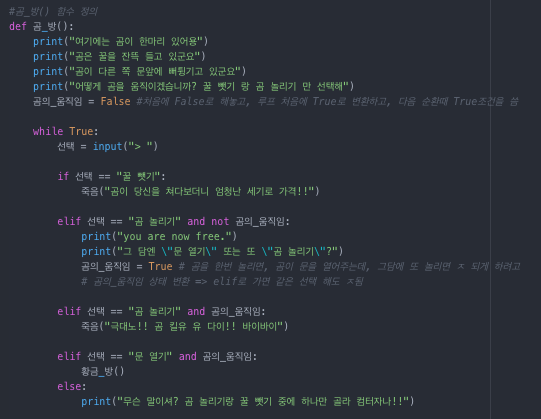 #곰_방() 함수 정의
def 곰_방():
    print("여기에는 곰이 한마리 있어용")
    print("곰은 꿀을 잔뜩 들고 있군요")
    print("곰이 다른 쪽 문앞에 뻐튕기고 있군요")
    print("어떻게 곰을 움직이겠습니까? 꿀 뺏기 랑 곰 놀리기 만 선택해")
    곰의_움직임 = False #처음에 False로 해놓고, 루프 처음에 True로 변환하고, 다음 순환때 True조건을 씀
    while True:
        선택 = input("> ")
        if 선택 == "꿀 뺏기":
            죽음("곰이 당신을 쳐다보더니 엄청난 세기로 가격!!")
        elif 선택 == "곰 놀리기" and not 곰의_움직임:
            print("you are now free.")
            print("그 담엔 \"문 열기\" 또는 또 \"곰 놀리기\"?")
            곰의_움직임 = True # 곰을 한번 놀리면, 곰이 문을 열어주는데, 그담에 또 놀리면 ㅈ 되게 하려고
            # 곰의_움직임 상태 변환 => elif로 가면 같은 선택 해도 ㅈ됨
        elif 선택 == "곰 놀리기" and 곰의_움직임:
            죽음("극대노!! 곰 킬유 유 다이!! 바이바이")
        elif 선택 == "문 열기" and 곰의_움직임:
            황금_방()
        else:
            print("무슨 말이셔? 곰 놀리기랑 꿀 뺏기 중에 하나만 골라 컴터자나!!")